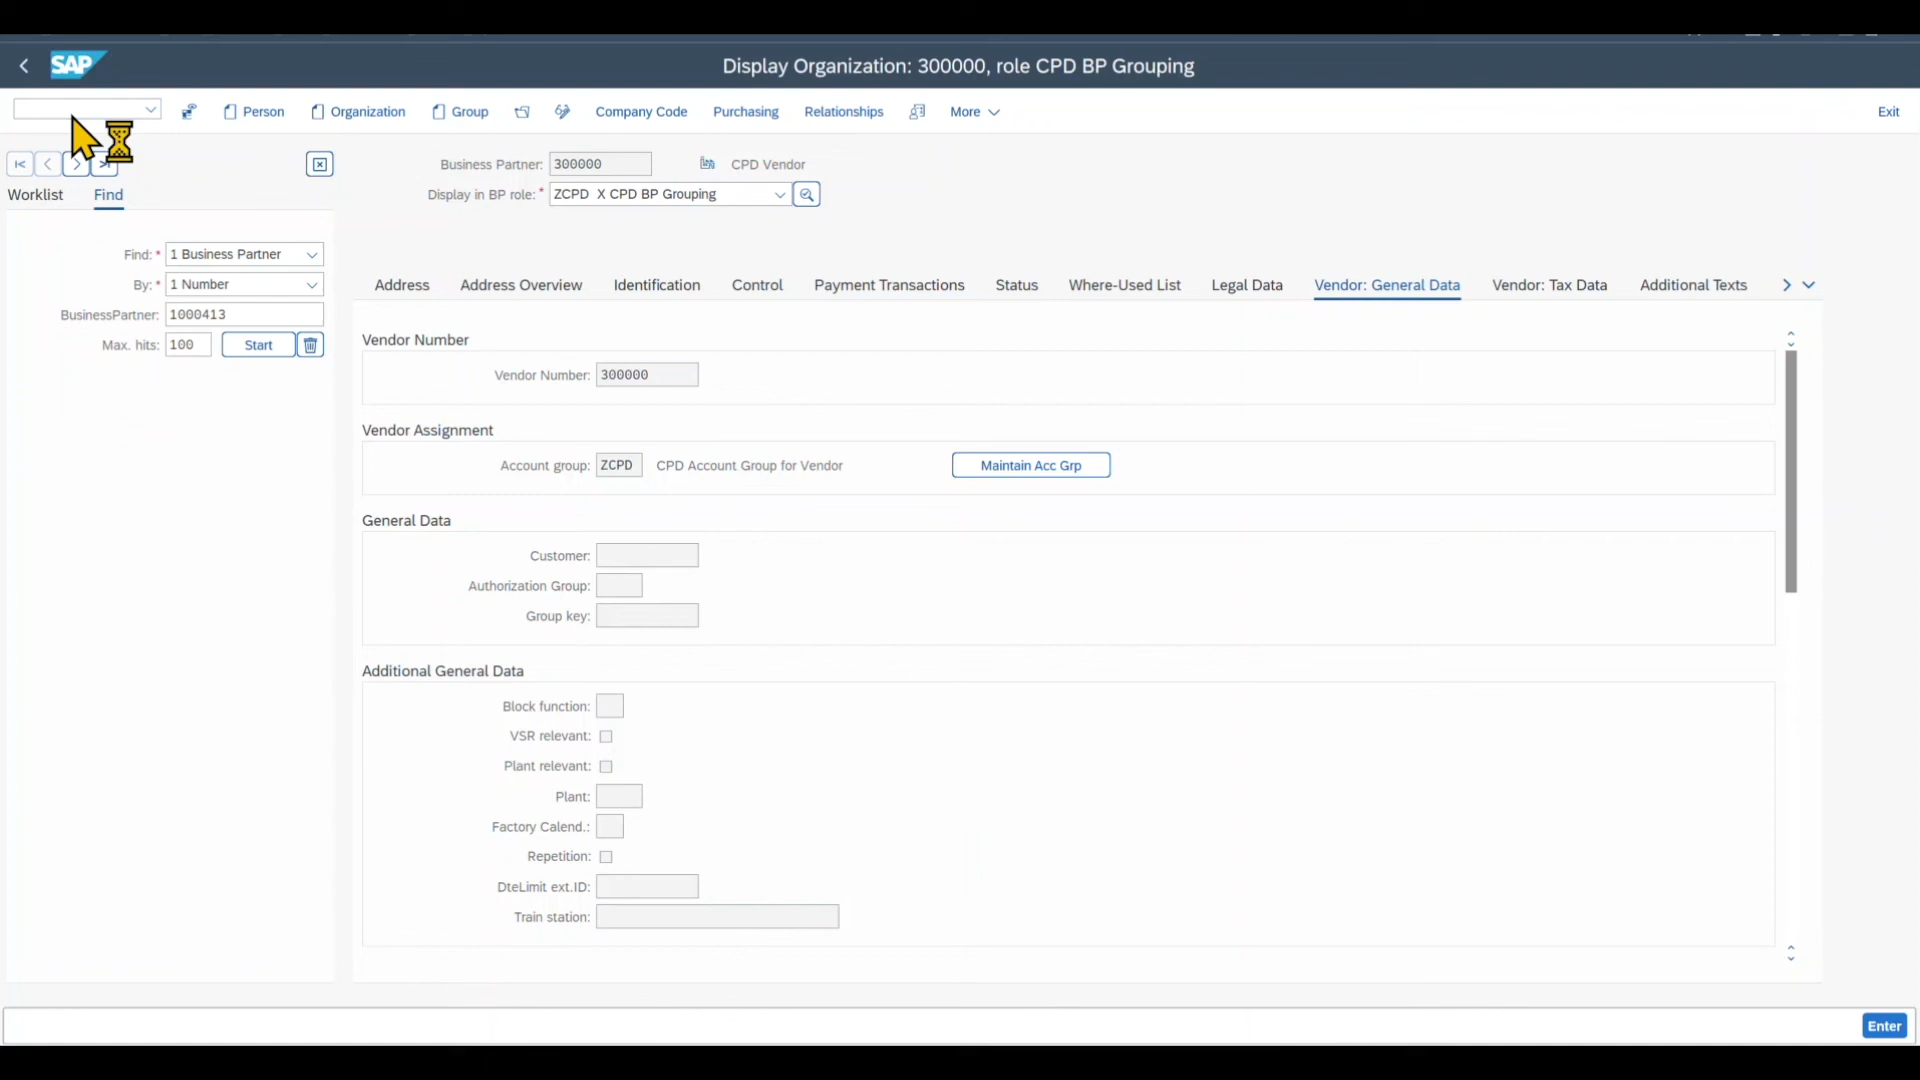 SAP
Display Organization: 300000, role CPD BP Grouping
Person Organization Group Company Code Purchasing Relationships More Exit
Business Partner: 300000 CPD Vendor
Worklist Find
Display in BP role: * ZCPD X CPD BP Grouping
Find: * 1 Business Partner
By: * 1 Number
BusinessPartner: 1000413
Max. hits: 100 Start
Address Address Overview Identification Control Payment Transactions Status Where-Used List Legal Data Vendor: General Data Vendor: Tax Data Additional Texts
Vendor Number
Vendor Number: 300000
Vendor Assignment
Account group: ZCPD CPD Account Group for Vendor Maintain Acc Grp
General Data
Customer:
Authorization Group:
Group key:
Additional General Data
Block function:
VSR relevant:
Plant relevant:
Plant:
Factory Calend.:
Repetition:
DteLimit ext.ID:
Train station:
Enter